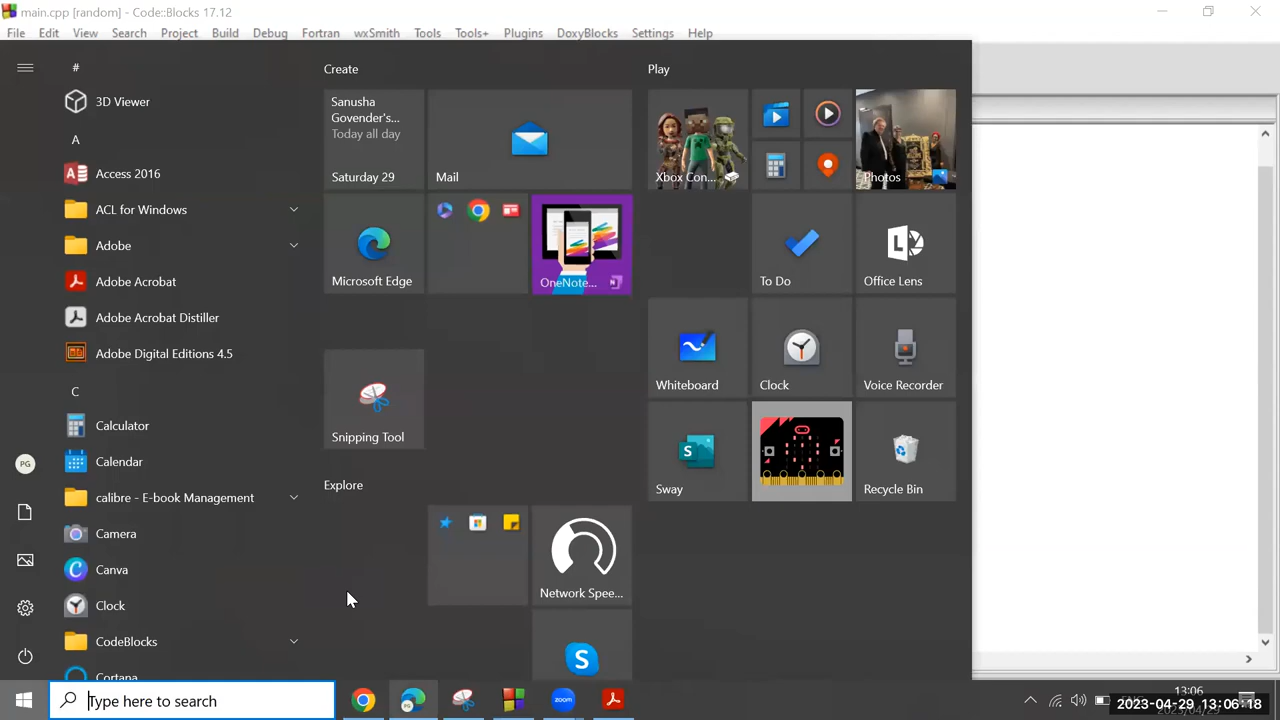 main.cpp [random] - Code::Blocks 17.12
File Edit View Search Project Build Debug Fortran wxSmith Tools Tools+ Plugins DoxyBlocks Settings Help
#
3D Viewer
A
Access 2016
ACL for Windows
Adobe
Adobe Acrobat
Adobe Acrobat Distiller
Adobe Digital Editions 4.5
C
Calculator
Calendar
calibre - E-book Management
Camera
Canva
Clock
CodeBlocks
Cortana
PG
Create
Sanusha
Govender's...
Today all day
Saturday 29
Mail
Microsoft Edge
OneNote...
Snipping Tool
Explore
Network Spee...
Play
Xbox Con...
Photos
To Do
Office Lens
Whiteboard
Clock
Voice Recorder
Sway
Recycle Bin
Type here to search
13:06
2023-04-29 13:06:18